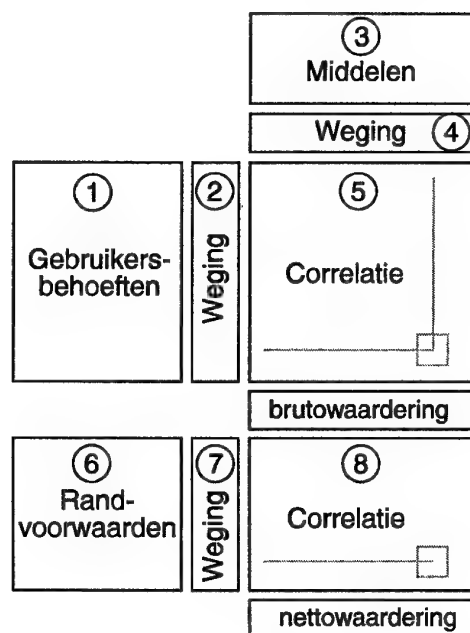 3
Middelen
Weging 4
1
Gebruikers-
behoeften
2
Weging
5
Correlatie
brutowaardering
6
Rand-
voorwaarden
7
Weging
8
Correlatie
nettowaardering